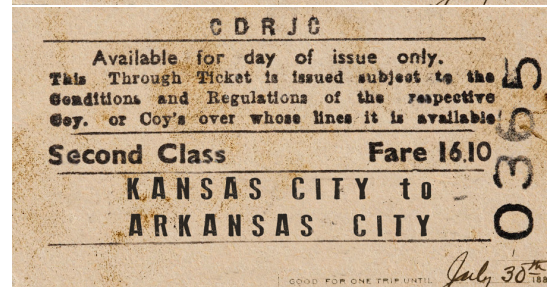 CDRJC
Available for day of issue only.
This Through Ticket is issued subject to the
Conditions and Regulations of the respective
Coy. or Coy's over whose lines it is available
Second Class Fare 16.10
KANSAS CITY to
ARKANSAS CITY
0365
GOOD FOR ONE TRIP UNTIL July 30th 188